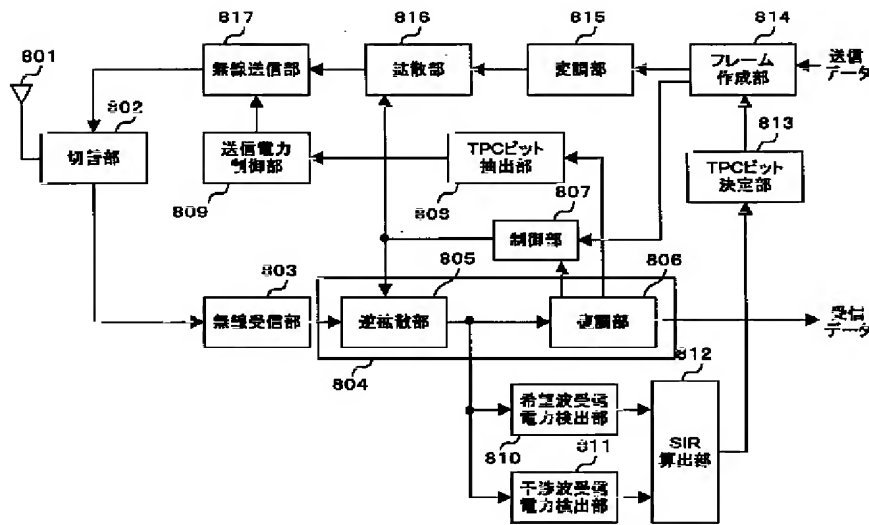 817
816
815
814
801
無線送信部
拡散部
変調部
フレーム
作成部
送信
データ
802
切替部
送信電力
制御部
809
TPCビット
抽出部
808
807
制御部
813
TPCビット
決定部
803
無線受信部
805
逆拡散部
806
復調部
804
受信
データ
812
希望波受信
電力検出部
810
811
干渉波受信
電力検出部
SIR
算出部